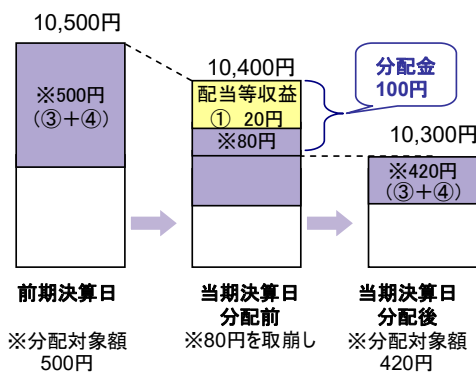 10,500円
※500円
(③+④)
10,400円
配当等収益
① 20円
※80円
分配金
100円
10,300円
※420円
(③+④)
前期決算日
当期決算日
分配前
当期決算日
分配後
※分配対象額
500円
※80円を取崩し
※分配対象額
420円